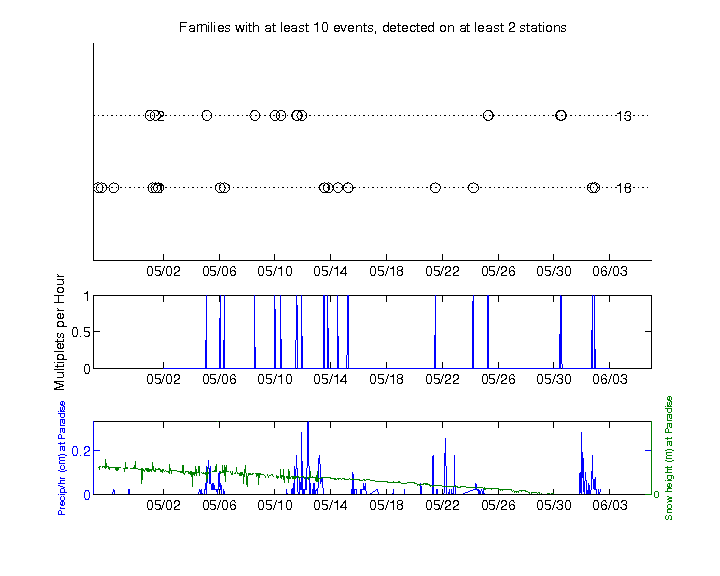 Families with at least 10 events, detected on at least 2 stations
2
13
16
05/02 05/06 05/10 05/14 05/18 05/22 05/26 05/30 06/03
Multiplets per Hour
1
0.5
0
05/02 05/06 05/10 05/14 05/18 05/22 05/26 05/30 06/03
Precip/hr (cm) at Paradise
0.2
0
0
Snow height (m) at Paradise
05/02 05/06 05/10 05/14 05/18 05/22 05/26 05/30 06/03